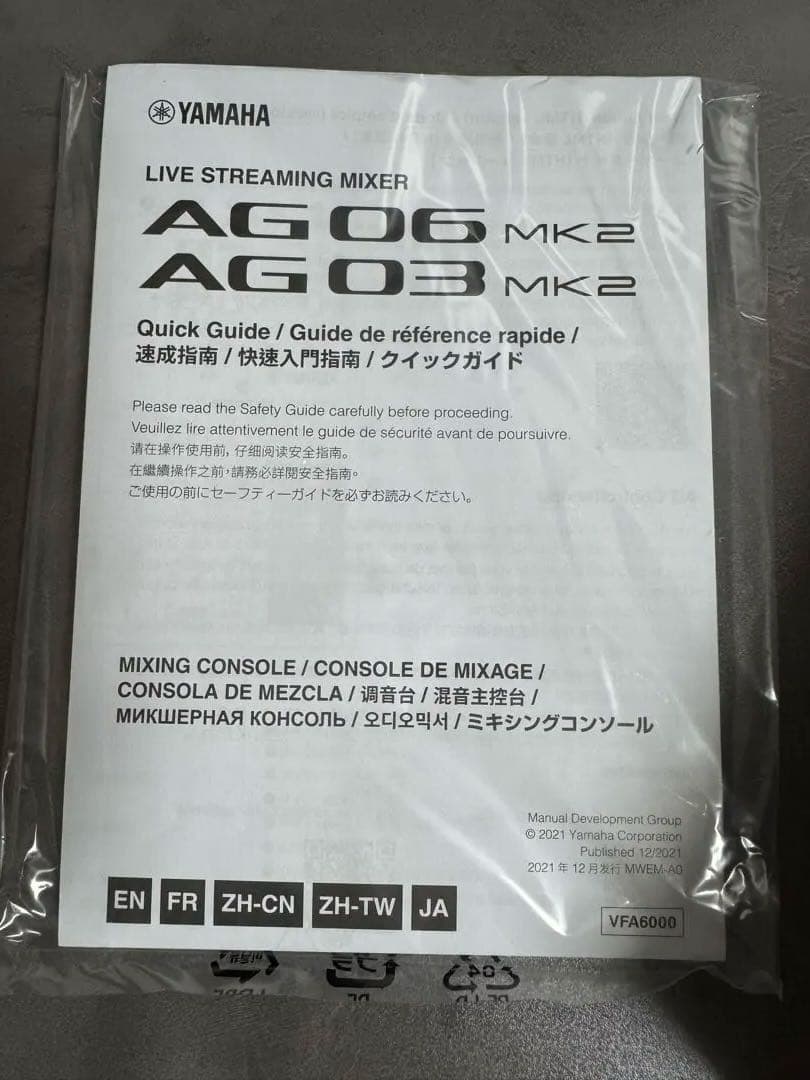 YAMAHA
LIVE STREAMING MIXER
AG06 MK2
AG03 MK2
Quick Guide / Guide de référence rapide /
速成指南 / 快速入門指南 / クイックガイド
Please read the Safety Guide carefully before proceeding.
Veuillez lire attentivement le guide de sécurité avant de poursuivre.
请在操作使用前,仔细阅读安全指南。
在繼續操作之前,請務必詳閱安全指南。
ご使用の前にセーフティーガイドを必ずお読みください。
MIXING CONSOLE / CONSOLE DE MIXAGE /
CONSOLA DE MEZCLA / 调音台 / 混音主控台 /
МИКШЕРНАЯ КОНСОЛЬ / 오디오믹서 / ミキシングコンソール
Manual Development Group
© 2021 Yamaha Corporation
Published 12/2021
2021 年 12 月发行 MWEM-A0
EN FR ZH-CN ZH-TW JA
VFA6000